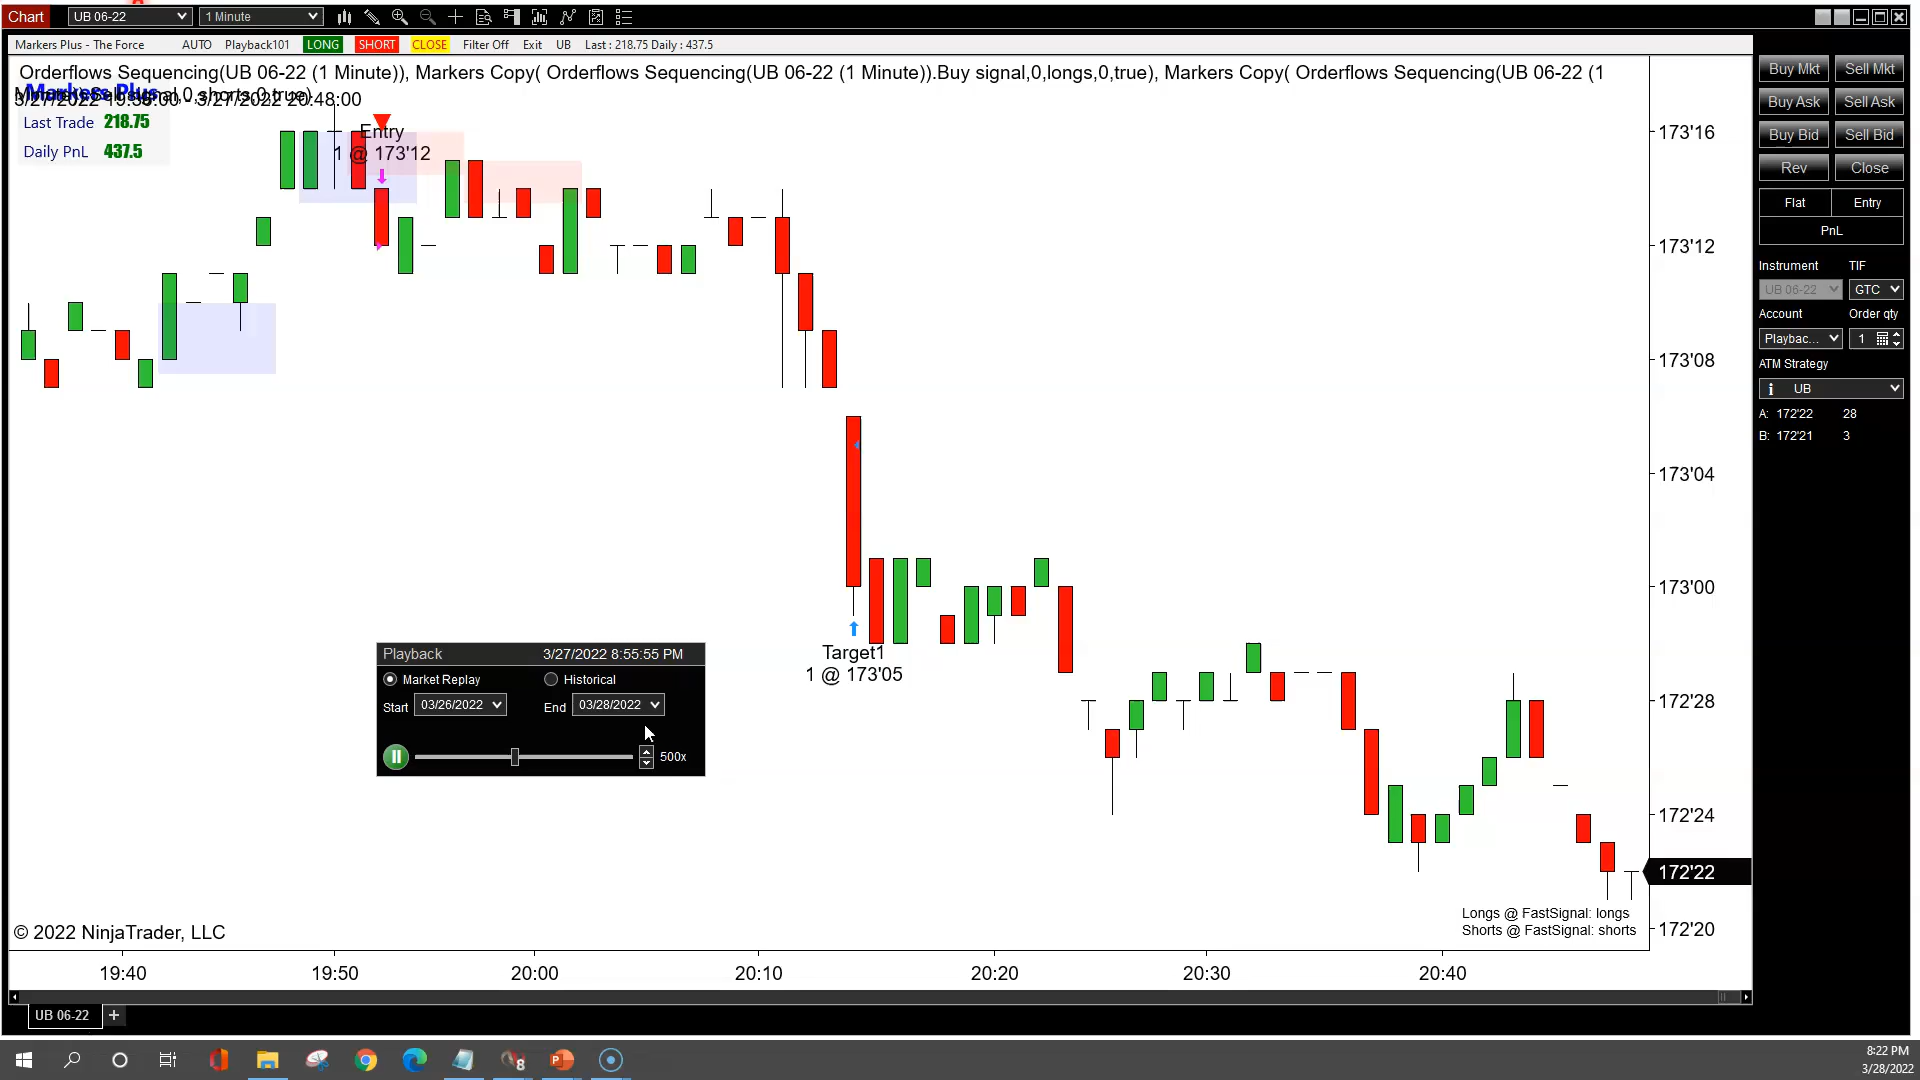 Chart
UB 06-22
1 Minute
Markers Plus - The Force
AUTO
Playback101
LONG
SHORT
CLOSE
Filter Off
Exit
UB
Last : 218.75 Daily : 437.5
Orderflows Sequencing(UB 06-22 (1 Minute)), Markers Copy( Orderflows Sequencing(UB 06-22 (1 Minute)).Buy signal,0,longs,0,true), Markers Copy( Orderflows Sequencing(UB 06-22 (1
Markers Plus
3/27/2022 20:48:00
Last Trade 218.75
Daily PnL 437.5
Entry
1 @ 173'12
Target1
1 @ 173'05
Playback
3/27/2022 8:55:55 PM
Market Replay
Historical
Start 03/26/2022
End 03/28/2022
500x
173'16
173'12
173'08
173'04
173'00
172'28
172'24
172'22
172'20
Longs @ FastSignal: longs
Shorts @ FastSignal: shorts
© 2022 NinjaTrader, LLC
19:40
19:50
20:00
20:10
20:20
20:30
20:40
UB 06-22
+
Buy Mkt
Sell Mkt
Buy Ask
Sell Ask
Buy Bid
Sell Bid
Rev
Close
Flat
Entry
PnL
Instrument
TIF
UB 06-22
GTC
Account
Order qty
Playbac...
1
ATM Strategy
UB
A: 172'22 28
B: 172'21 3
8:22 PM
3/28/2022